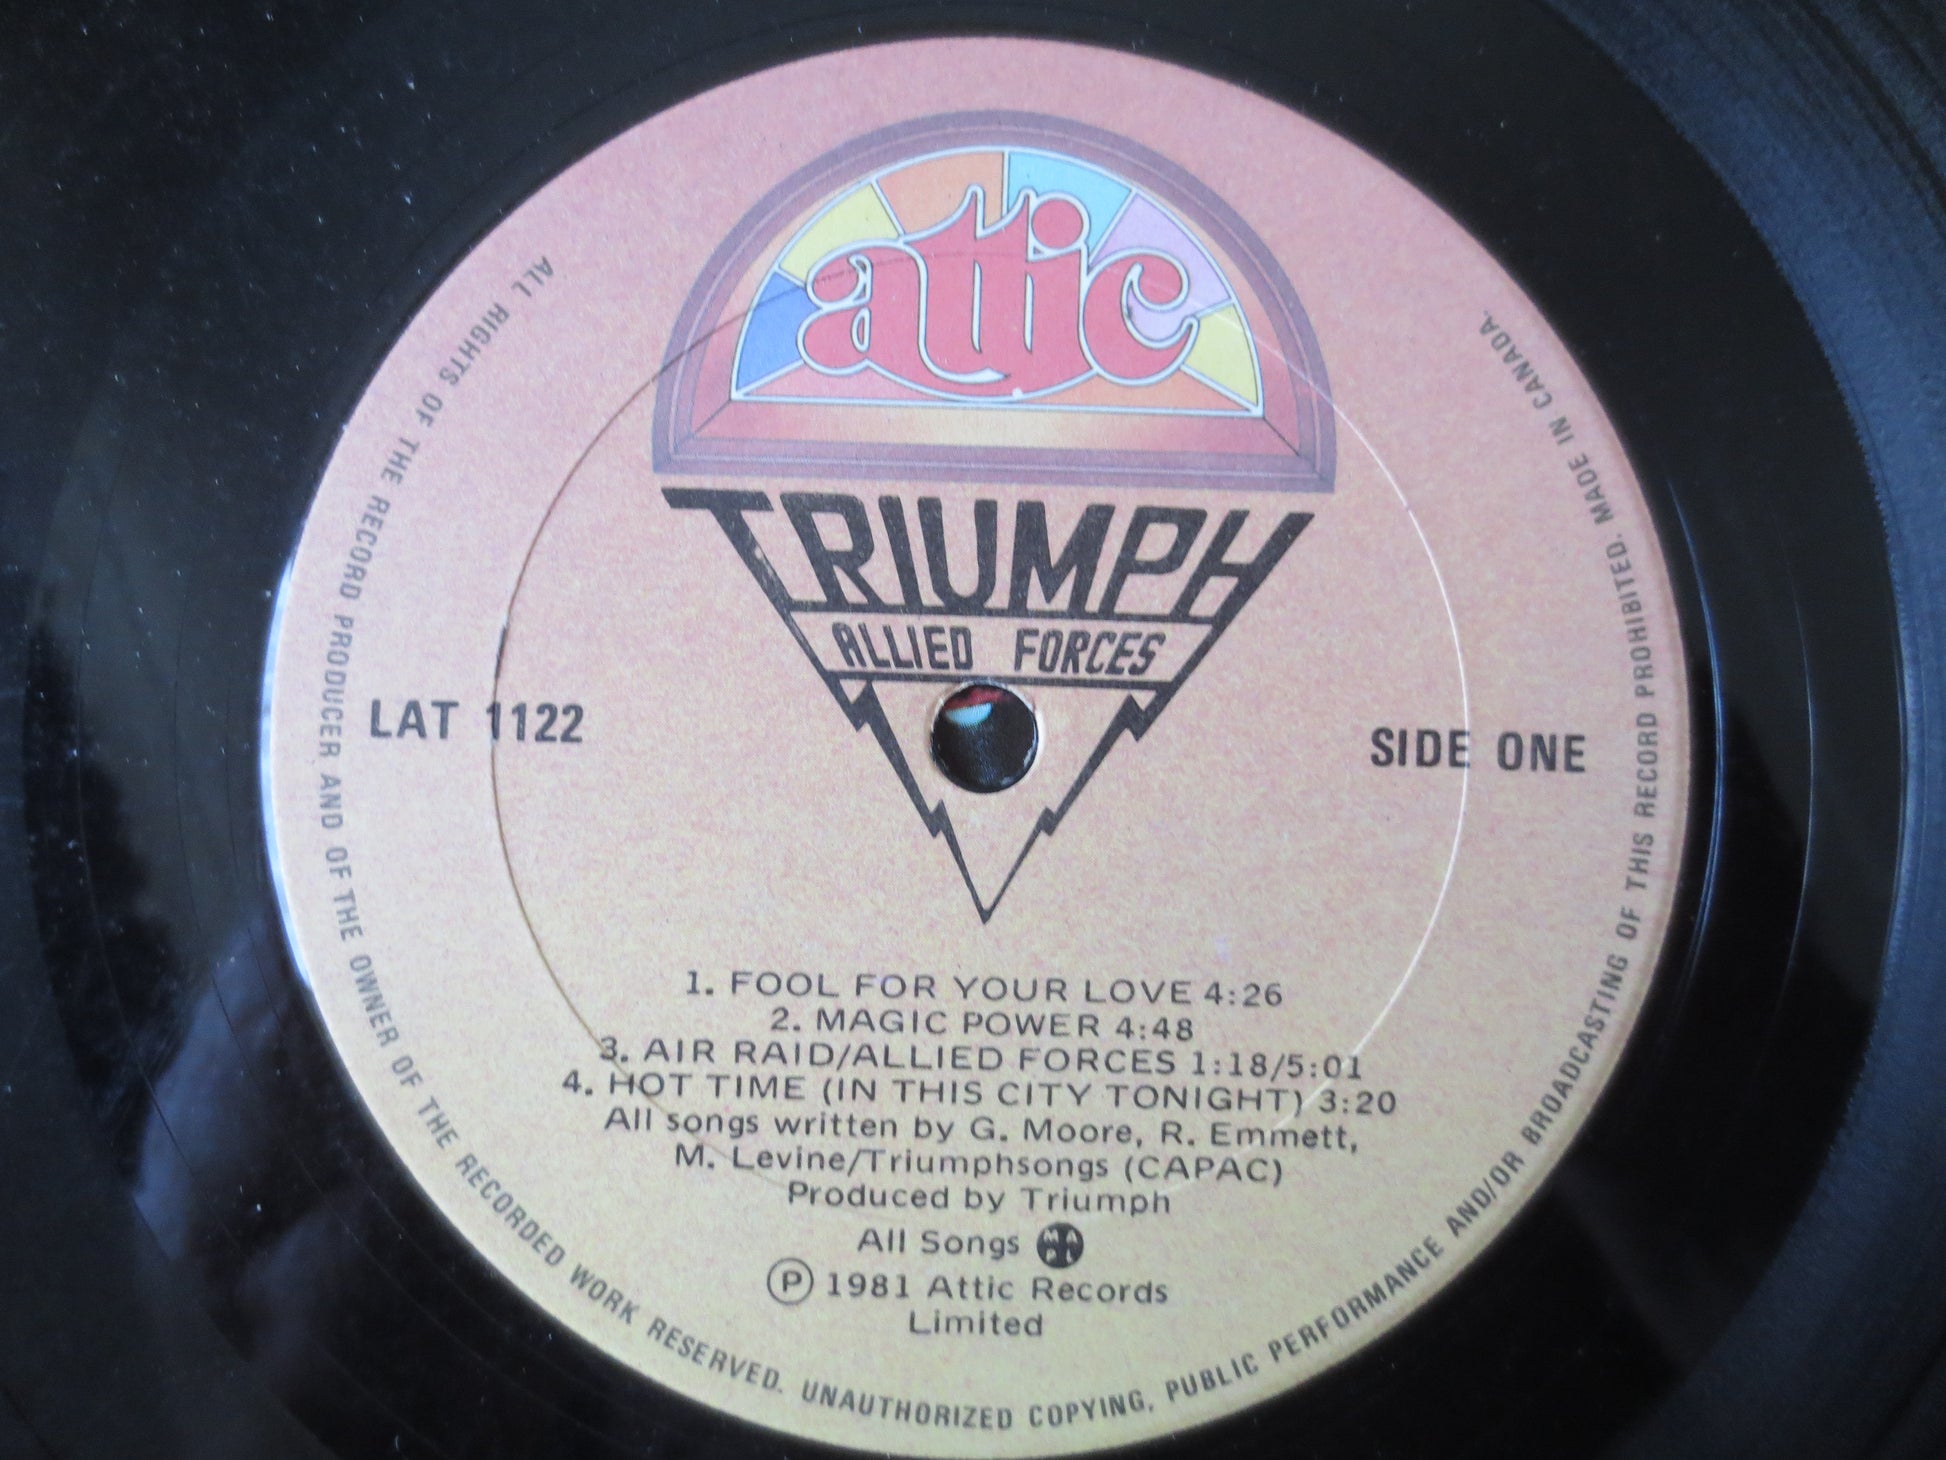 attic
TRIUMPH
ALLIED FORCES
LAT 1122
SIDE ONE
1. FOOL FOR YOUR LOVE 4:26
2. MAGIC POWER 4:48
3. AIR RAID/ALLIED FORCES 1:18/5:01
4. HOT TIME (IN THIS CITY TONIGHT) 3:20
All songs written by G. Moore, R. Emmett,
M. Levine/Triumphsongs (CAPAC)
Produced by Triumph
All Songs MAPL
Ⓟ 1981 Attic Records
Limited
ALL RIGHTS OF THE RECORD PRODUCER AND OF THE OWNER OF THE RECORDED WORK RESERVED. UNAUTHORIZED COPYING, PUBLIC PERFORMANCE AND/OR BROADCASTING OF THIS RECORD PROHIBITED. MADE IN CANADA.